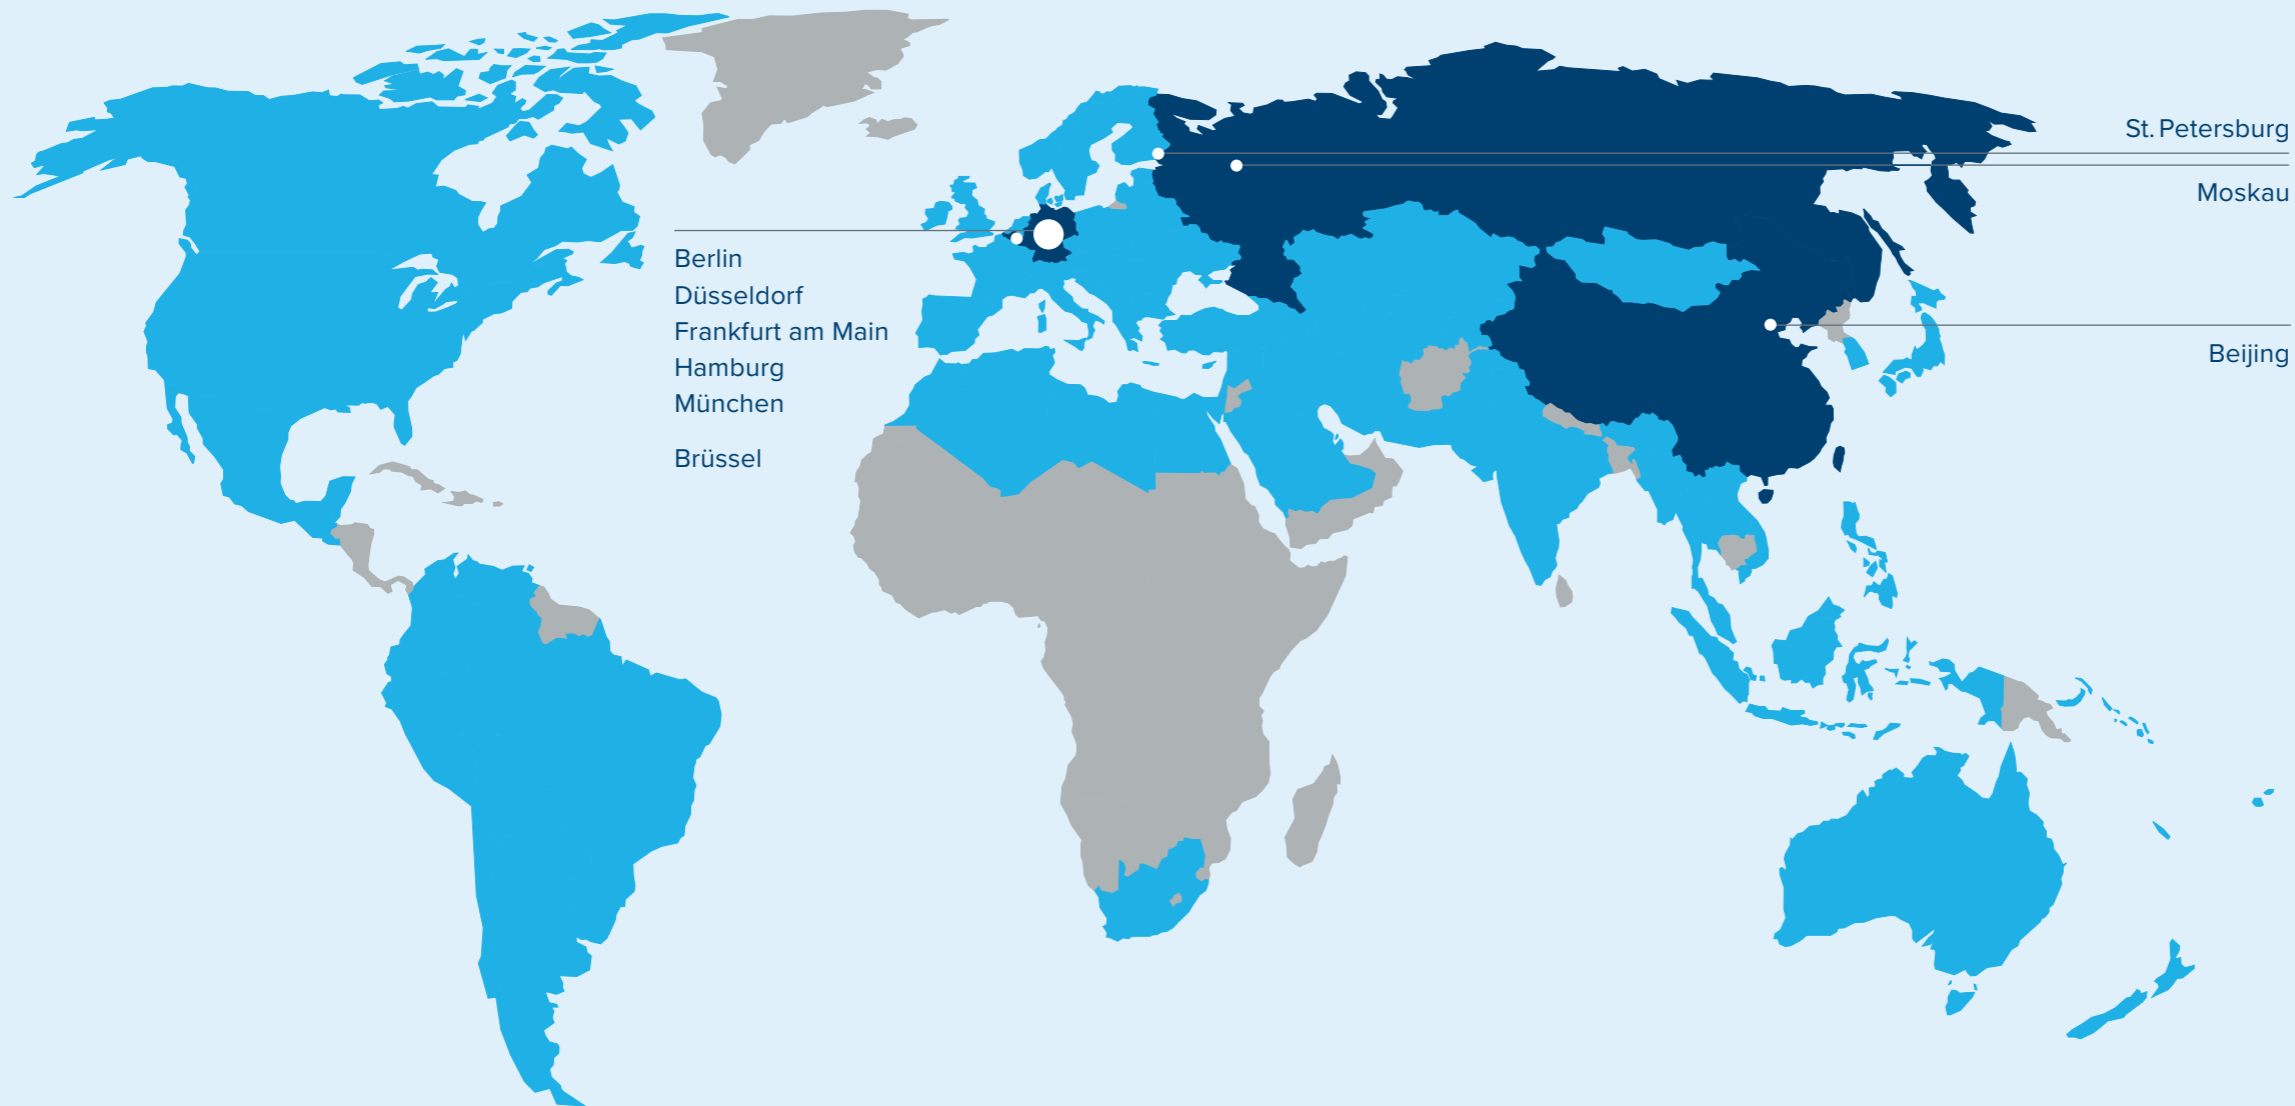 Berlin
Düsseldorf
Frankfurt am Main
Hamburg
München
Brüssel
St. Petersburg
Moskau
Beijing